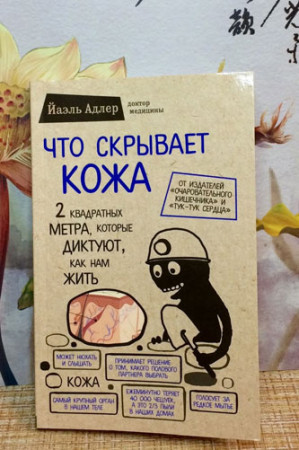 Йаэль Адлер
доктор
медицины
ЧТО СКРЫВАЕТ
КОЖА
2 КВАДРАТНЫХ
МЕТРА, КОТОРЫЕ
ДИКТУЮТ,
КАК НАМ
ЖИТЬ
ОТ ИЗДАТЕЛЕЙ
«ОЧАРОВАТЕЛЬНОГО
КИШЕЧНИКА» И
«ТУК-ТУК СЕРДЦА»
МОЖЕТ НЮХАТЬ
И СЛЫШАТЬ
ПРИНИМАЕТ РЕШЕНИЕ
О ТОМ, КАКОГО ПОЛОВОГО
ПАРТНЕРА ВЫБРАТЬ
КОЖА
САМЫЙ КРУПНЫЙ ОРГАН
В НАШЕМ ТЕЛЕ
ЕЖЕМИНУТНО ТЕРЯЕТ
40 000 ЧЕШУЕК,
А ЭТО 2/3 ПЫЛИ
В НАШИХ ДОМАХ
ГОЛОСУЕТ ЗА
РЕДКОЕ МЫТЬЕ